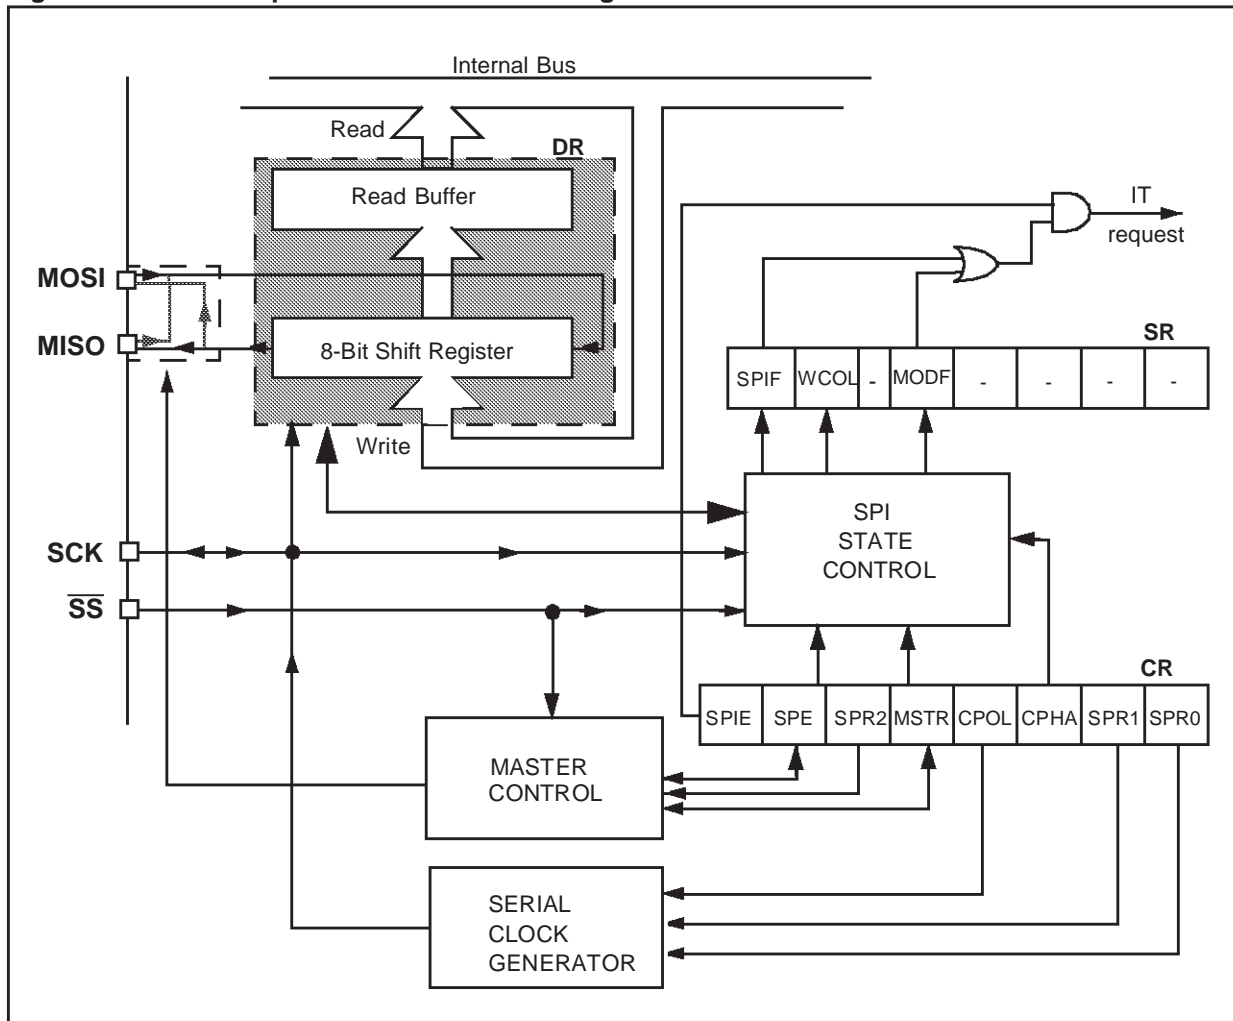 Internal Bus
Read
DR
Read Buffer
IT
request
MOSI
MISO
8-Bit Shift Register
SR
SPIF WCOL - MODF - - - -
Write
SPI
STATE
CONTROL
SCK
SS
CR
SPIE SPE SPR2 MSTR CPOL CPHA SPR1 SPR0
MASTER
CONTROL
SERIAL
CLOCK
GENERATOR